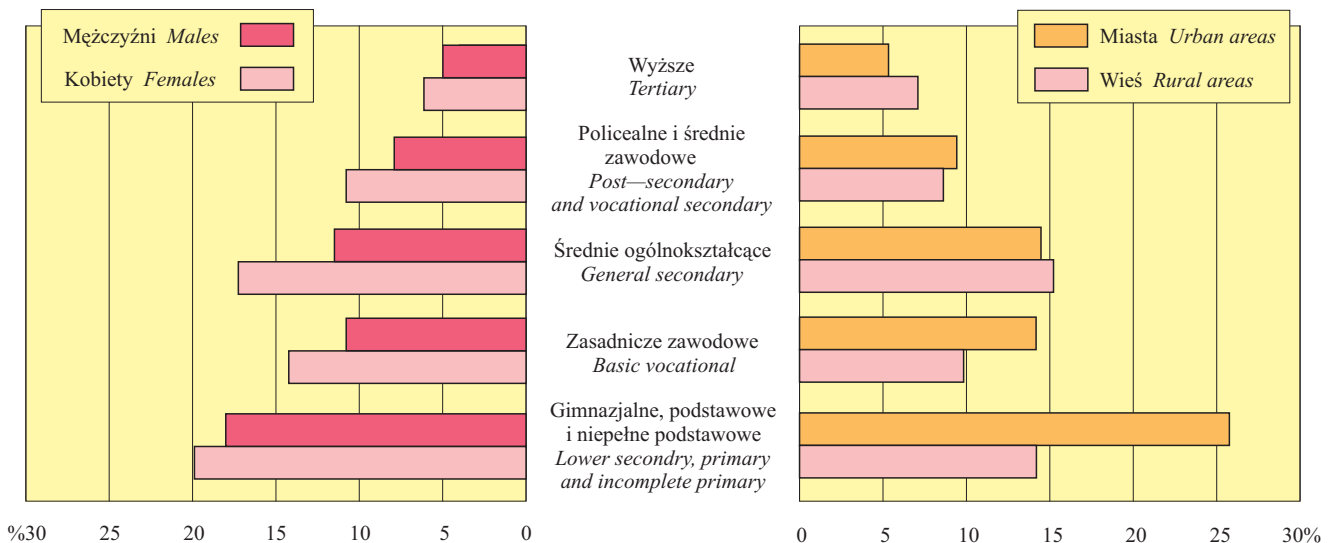 Mężczyźni Males
Kobiety Females
Miasta Urban areas
Wieś Rural areas
Wyższe
Tertiary
Policealne i średnie
zawodowe
Post—secondary
and vocational secondary
Średnie ogólnokształcące
General secondary
Zasadnicze zawodowe
Basic vocational
Gimnazjalne, podstawowe
i niepełne podstawowe
Lower secondry, primary
and incomplete primary
%30 25 20 15 10 5 0
0 5 10 15 20 25 30%